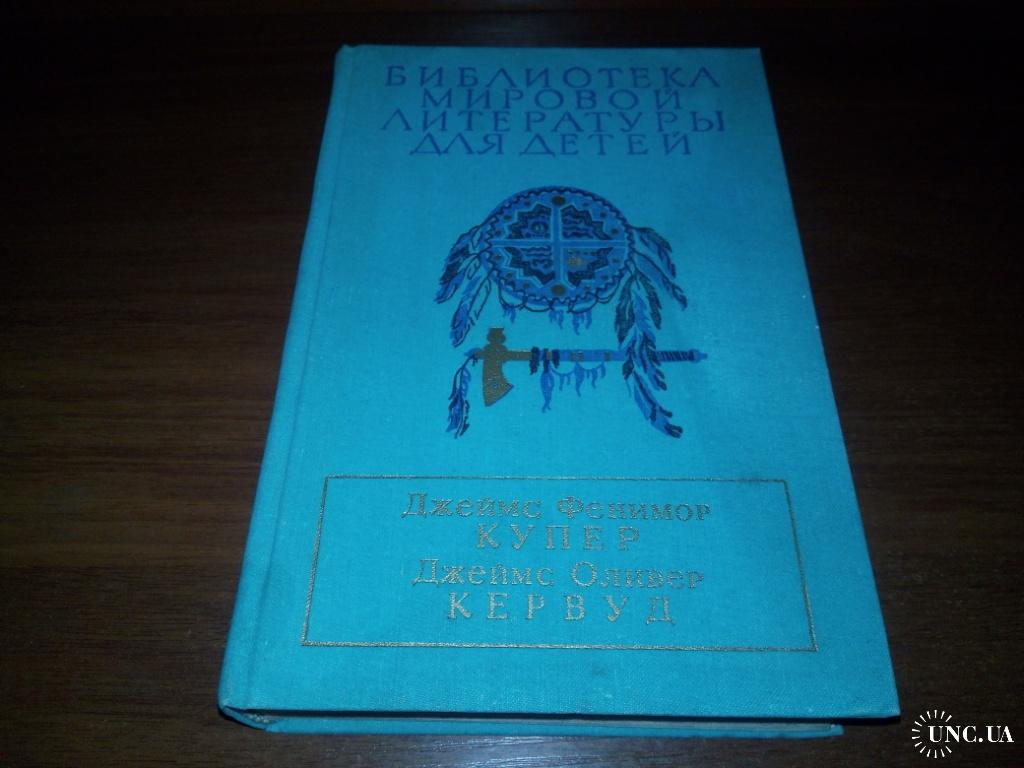 БИБЛИОТЕКА
МИРОВОЙ
ЛИТЕРАТУРЫ
ДЛЯ ДЕТЕЙ
Джеймс Фенимор
КУПЕР
Джеймс Оливер
КЕРВУД
UNC.UA